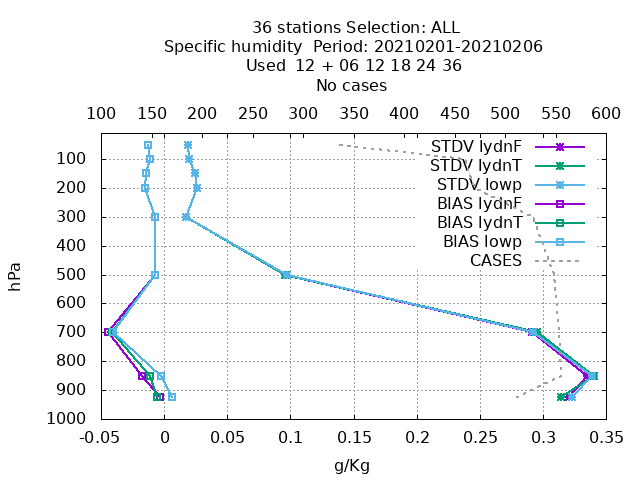 36 stations Selection: ALL
Specific humidity  Period: 20210201-20210206
Used  12 + 06 12 18 24 36
No cases
100 150 200 250 300 350 400 450 500 550 600
STDV lydnF
STDV lydnT
STDV lowp
BIAS lydnF
BIAS lydnT
BIAS lowp
CASES
hPa
100
200
300
400
500
600
700
800
900
1000
-0.05 0 0.05 0.1 0.15 0.2 0.25 0.3 0.35
g/Kg